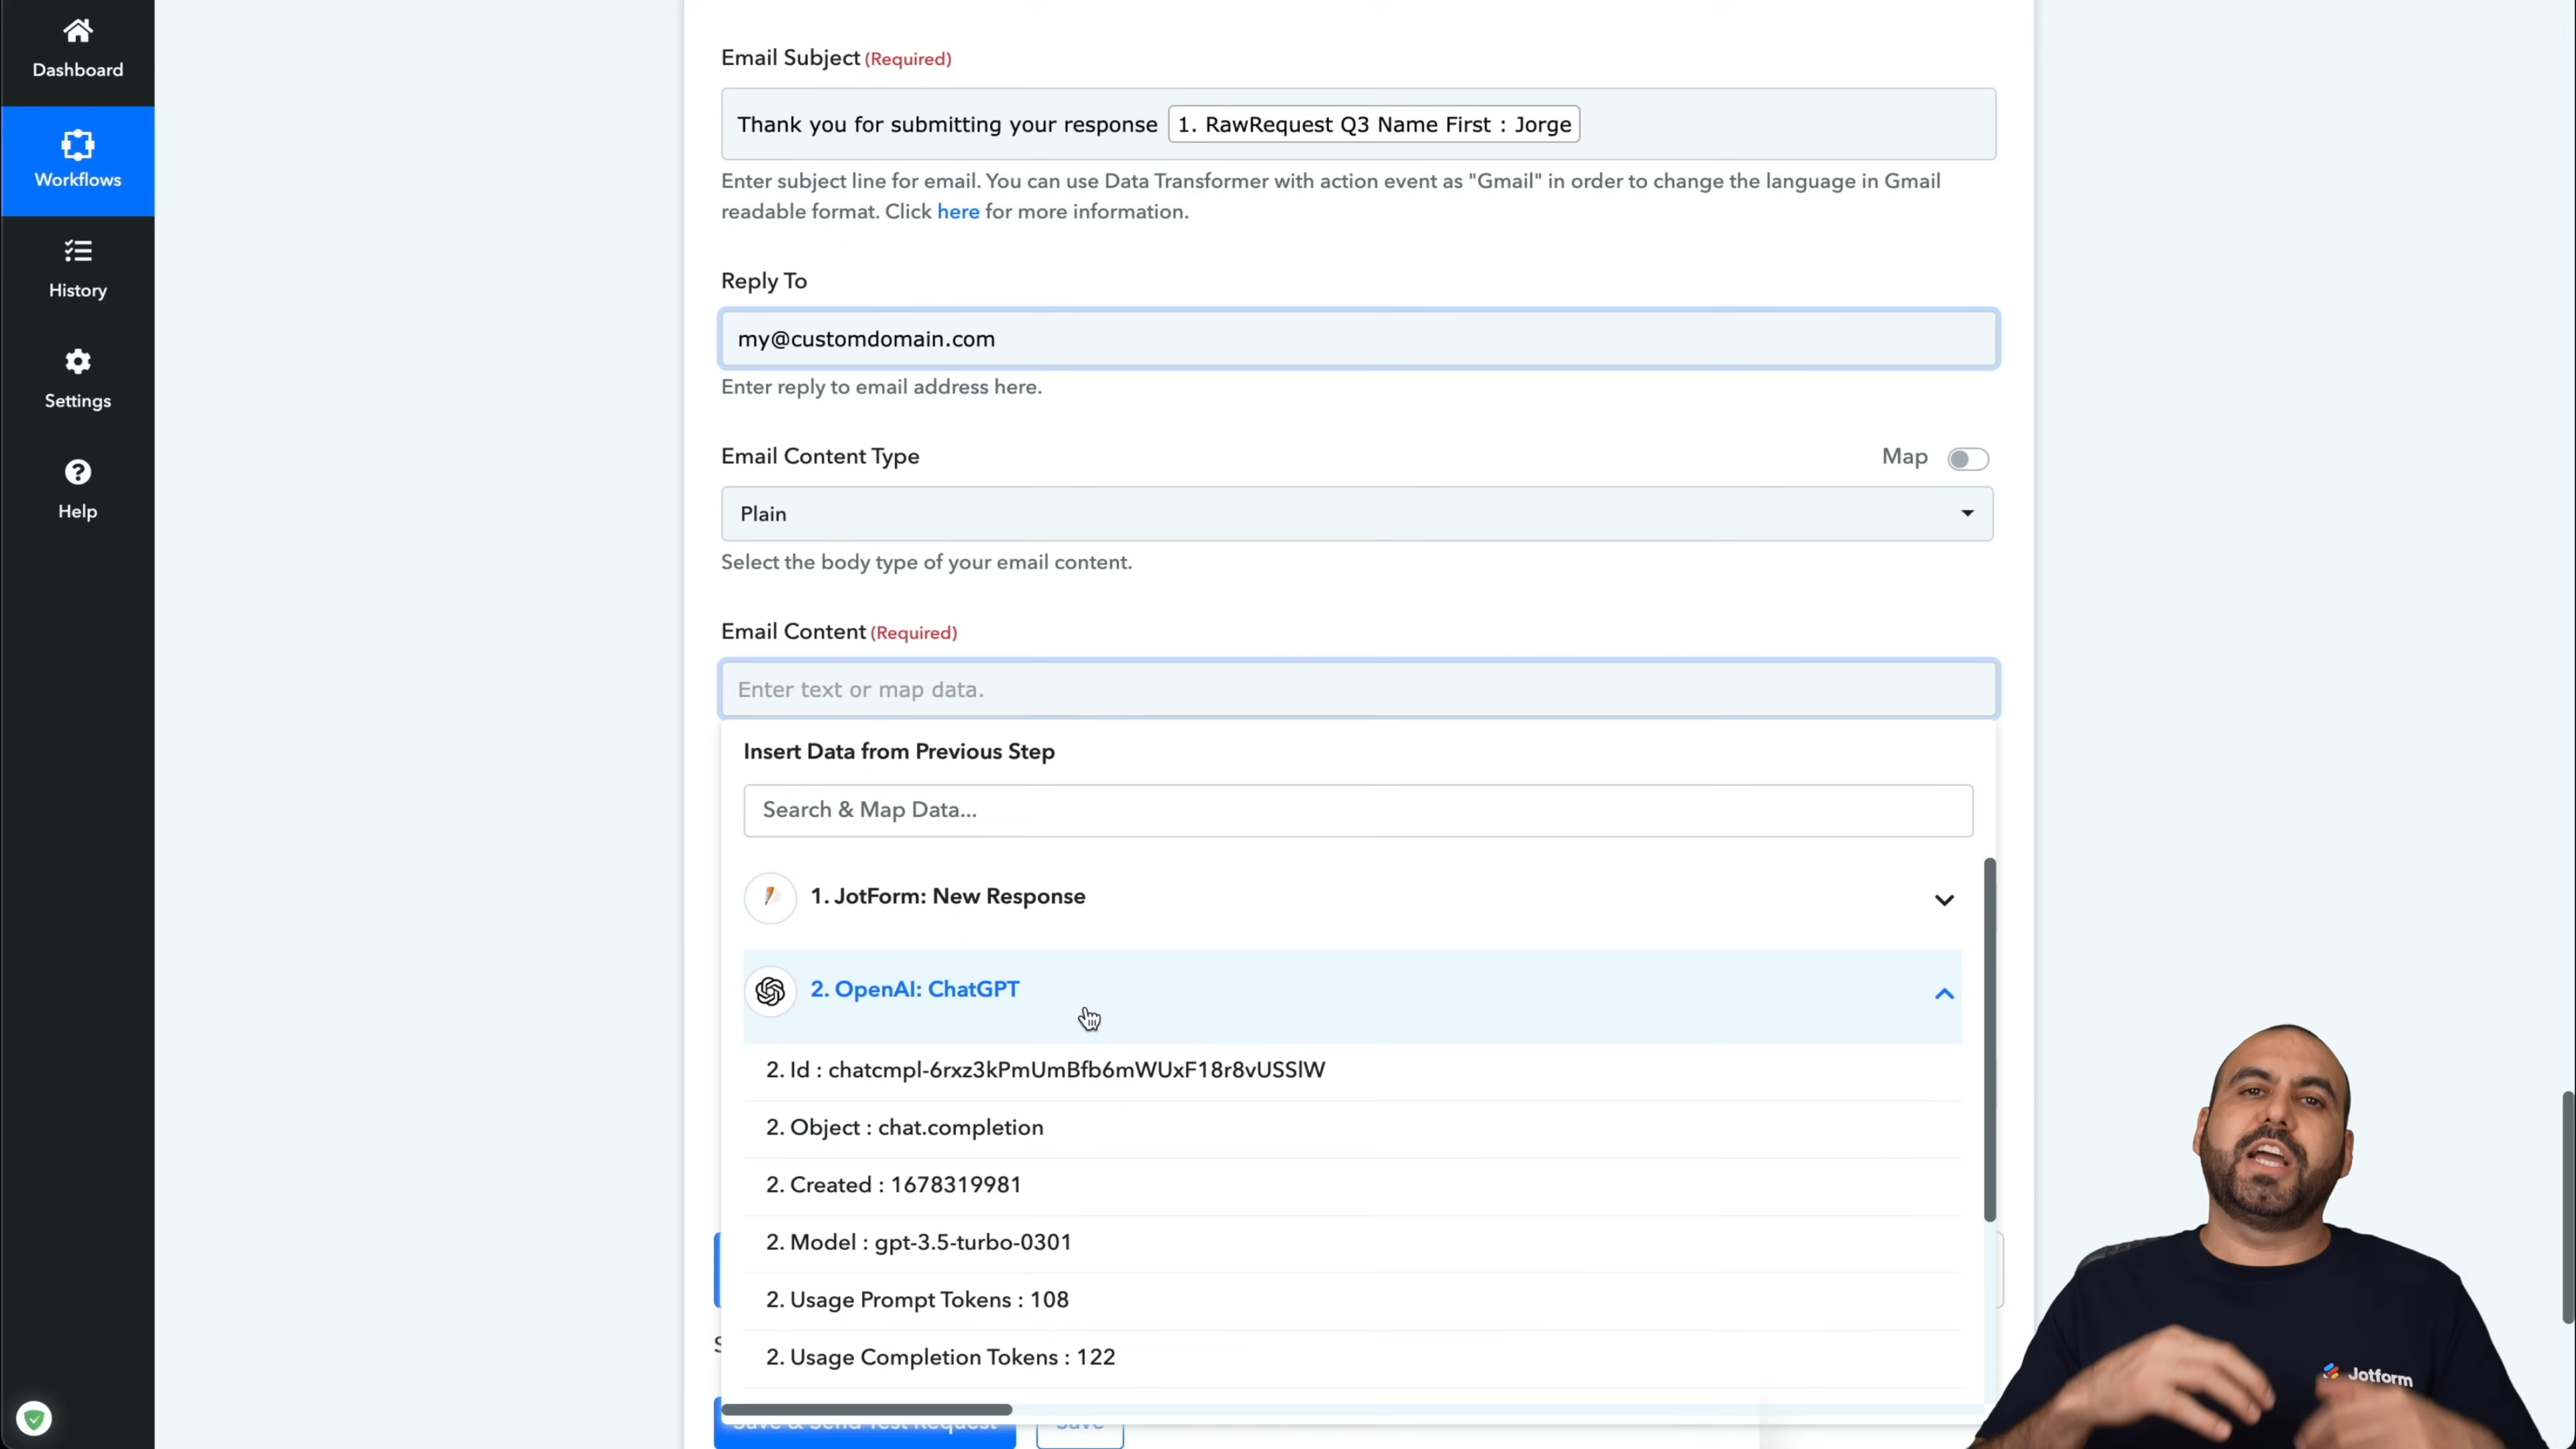 Dashboard
Workflows
History
Settings
Help
Email Subject (Required)
Thank you for submitting your response 1. RawRequest Q3 Name First : Jorge
Enter subject line for email. You can use Data Transformer with action event as "Gmail" in order to change the language in Gmail
readable format. Click here for more information.
Reply To
my@customdomain.com
Enter reply to email address here.
Email Content Type
Map
Plain
Select the body type of your email content.
Email Content (Required)
Enter text or map data.
Insert Data from Previous Step
Search & Map Data...
1. JotForm: New Response
2. OpenAI: ChatGPT
2. Id : chatcmpl-6rxz3kPmUmBfb6mWUxF18r8vUSSlW
2. Object : chat.completion
2. Created : 1678319981
2. Model : gpt-3.5-turbo-0301
2. Usage Prompt Tokens : 108
2. Usage Completion Tokens : 122
Save & Send Test Request
Save
Jotform